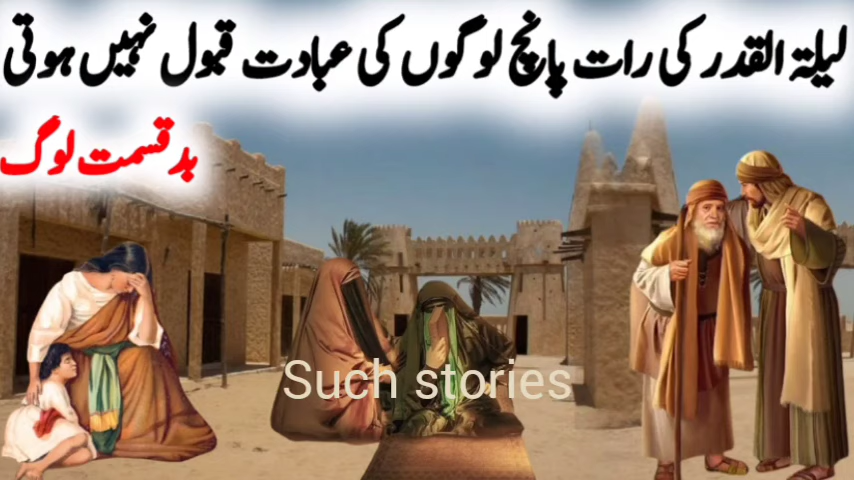 لیلۃ القدر کی رات پانچ لوگوں کی عبادت قبول نہیں ہوتی
بدقسمت لوگ
Such stories